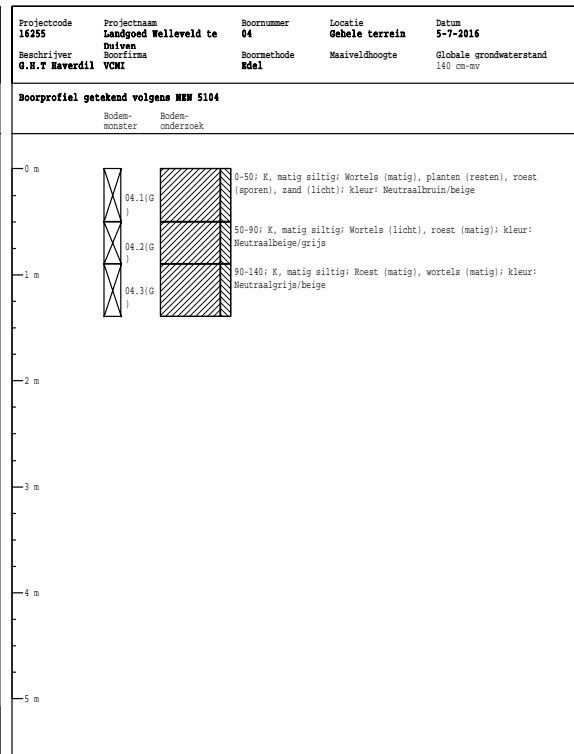 Projectcode Projectnaam Boornummer Locatie Datum
16255 Landgoed Welleveld te Duiven 04 Gehele terrein 5-7-2016
Beschrijver Boorfirma Boormethode Maaiveldhoogte Globale grondwaterstand
G.H.T Haverdil VCMI Edel 140 cm-mv
Boorprofiel getekend volgens NEN 5104
Bodem-monster Bodem-onderzoek
0 m
04.1(G)
0-50; K, matig siltig; Wortels (matig), planten (resten), roest
(sporen), zand (licht); kleur: Neutraalbruin/beige
04.2(G)
50-90; K, matig siltig; Wortels (licht), roest (matig); kleur:
Neutraalbeige/grijs
1 m
04.3(G)
90-140; K, matig siltig; Roest (matig), wortels (matig); kleur:
Neutraalgrijs/beige
2 m
3 m
4 m
5 m